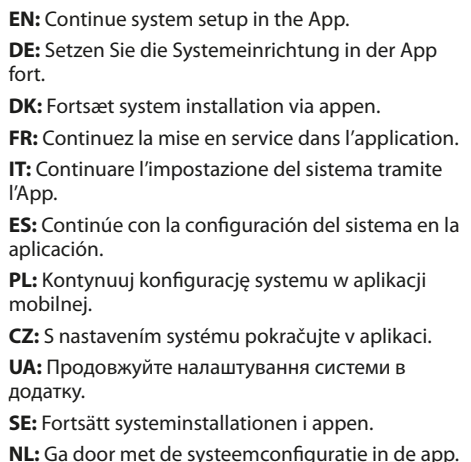 EN: Continue system setup in the App.
DE: Setzen Sie die Systemeinrichtung in der App
fort.
DK: Fortsæt system installation via appen.
FR: Continuez la mise en service dans l’application.
IT: Continuare l’impostazione del sistema tramite
l’App.
ES: Continúe con la configuración del sistema en la
aplicación.
PL: Kontynuuj konfigurację systemu w aplikacji
mobilnej.
CZ: S nastavením systému pokračujte v aplikaci.
UA: Продовжуйте налаштування системи в
додатку.
SE: Fortsätt systeminstallationen i appen.
NL: Ga door met de systeemconfiguratie in de app.